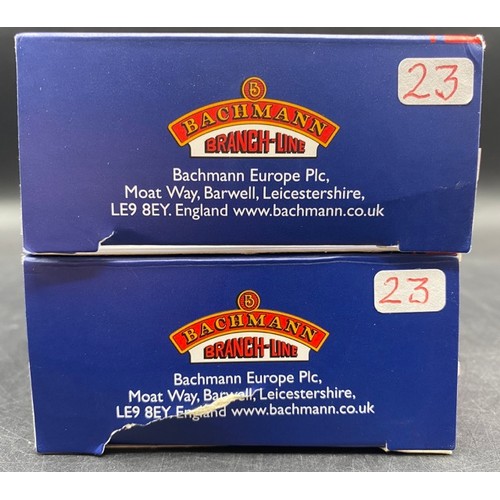 23
B
BACHMANN
BRANCH-LINE
Bachmann Europe Plc,
Moat Way, Barwell, Leicestershire,
LE9 8EY. England www.bachmann.co.uk
23
B
BACHMANN
BRANCH-LINE
Bachmann Europe Plc,
Moat Way, Barwell, Leicestershire,
LE9 8EY. England www.bachmann.co.uk